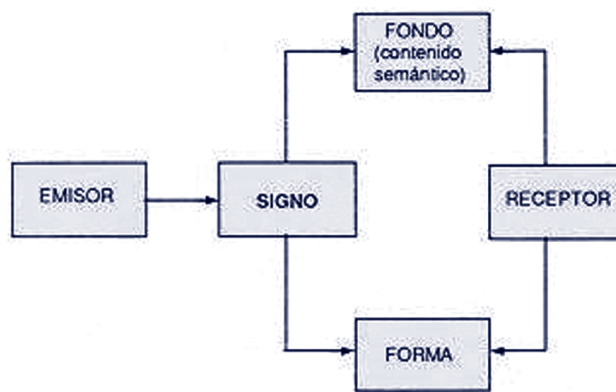 FONDO
(contenido
semántico)
EMISOR
SIGNO
RECEPTOR
FORMA